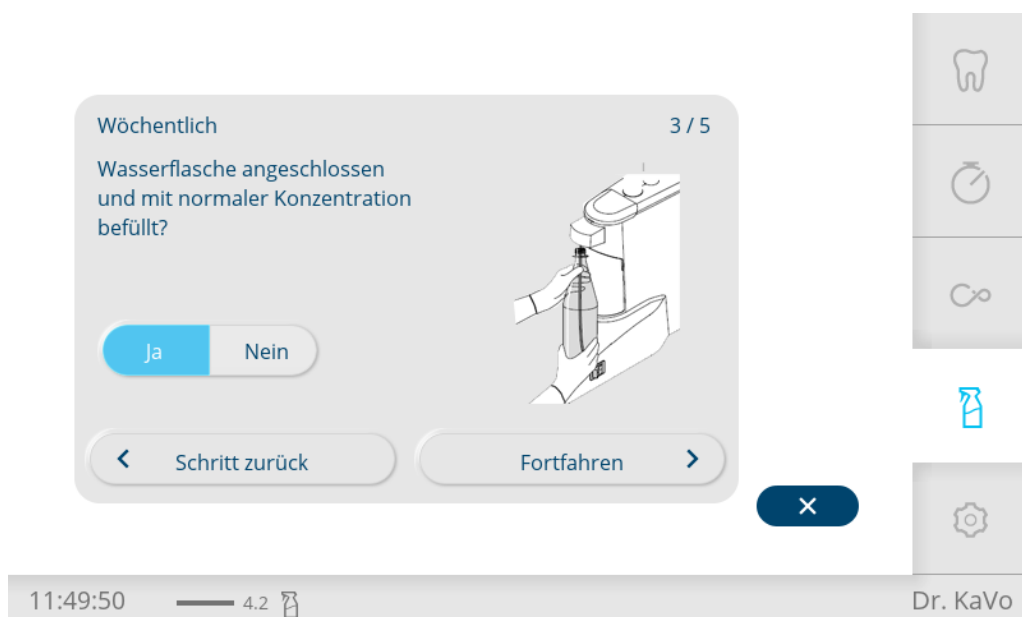 Wöchentlich 3 / 5
Wasserflasche angeschlossen
und mit normaler Konzentration
befüllt?
Ja Nein
Schritt zurück Fortfahren
11:49:50 4.2 Dr. KaVo